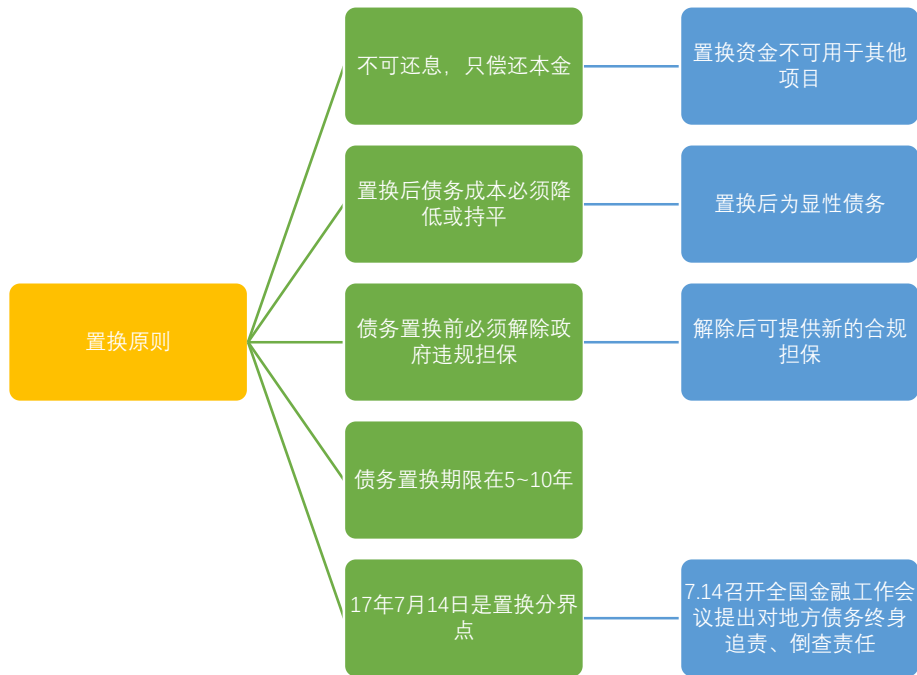 置换原则
不可还息，只偿还本金
置换资金不可用于其他
项目
置换后债务成本必须降
低或持平
置换后为显性债务
债务置换前必须解除政
府违规担保
解除后可提供新的合规
担保
债务置换期限在5~10年
17年7月14日是置换分界
点
7.14召开全国金融工作会
议提出对地方债务终身
追责、倒查责任